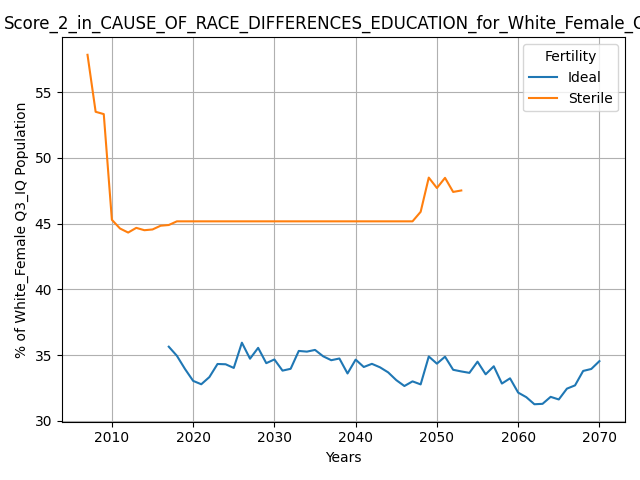 Score_2_in_CAUSE_OF_RACE_DIFFERENCES_EDUCATION_for_White_Female_
Fertility
Ideal
Sterile
% of White_Female Q3_IQ Population
55
50
45
40
35
30
2010 2020 2030 2040 2050 2060 2070
Years